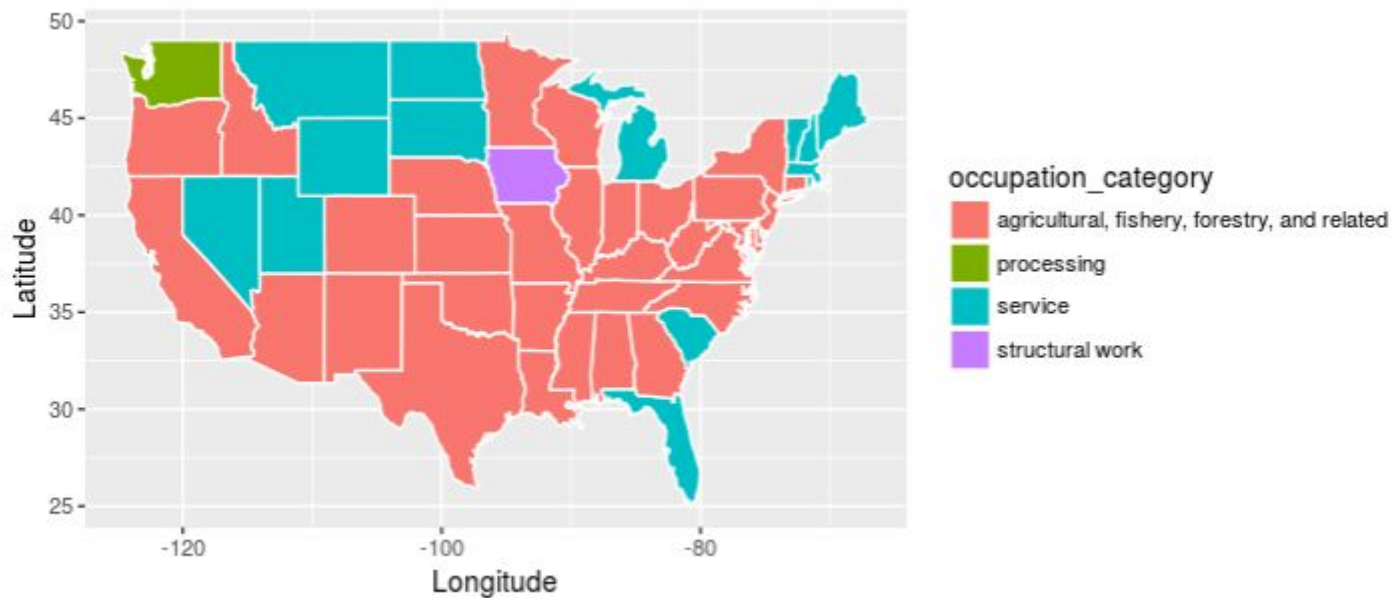 50
45
40
35
30
25
Latitude
-120
-100
-80
Longitude
occupation_category
agricultural, fishery, forestry, and related
processing
service
structural work